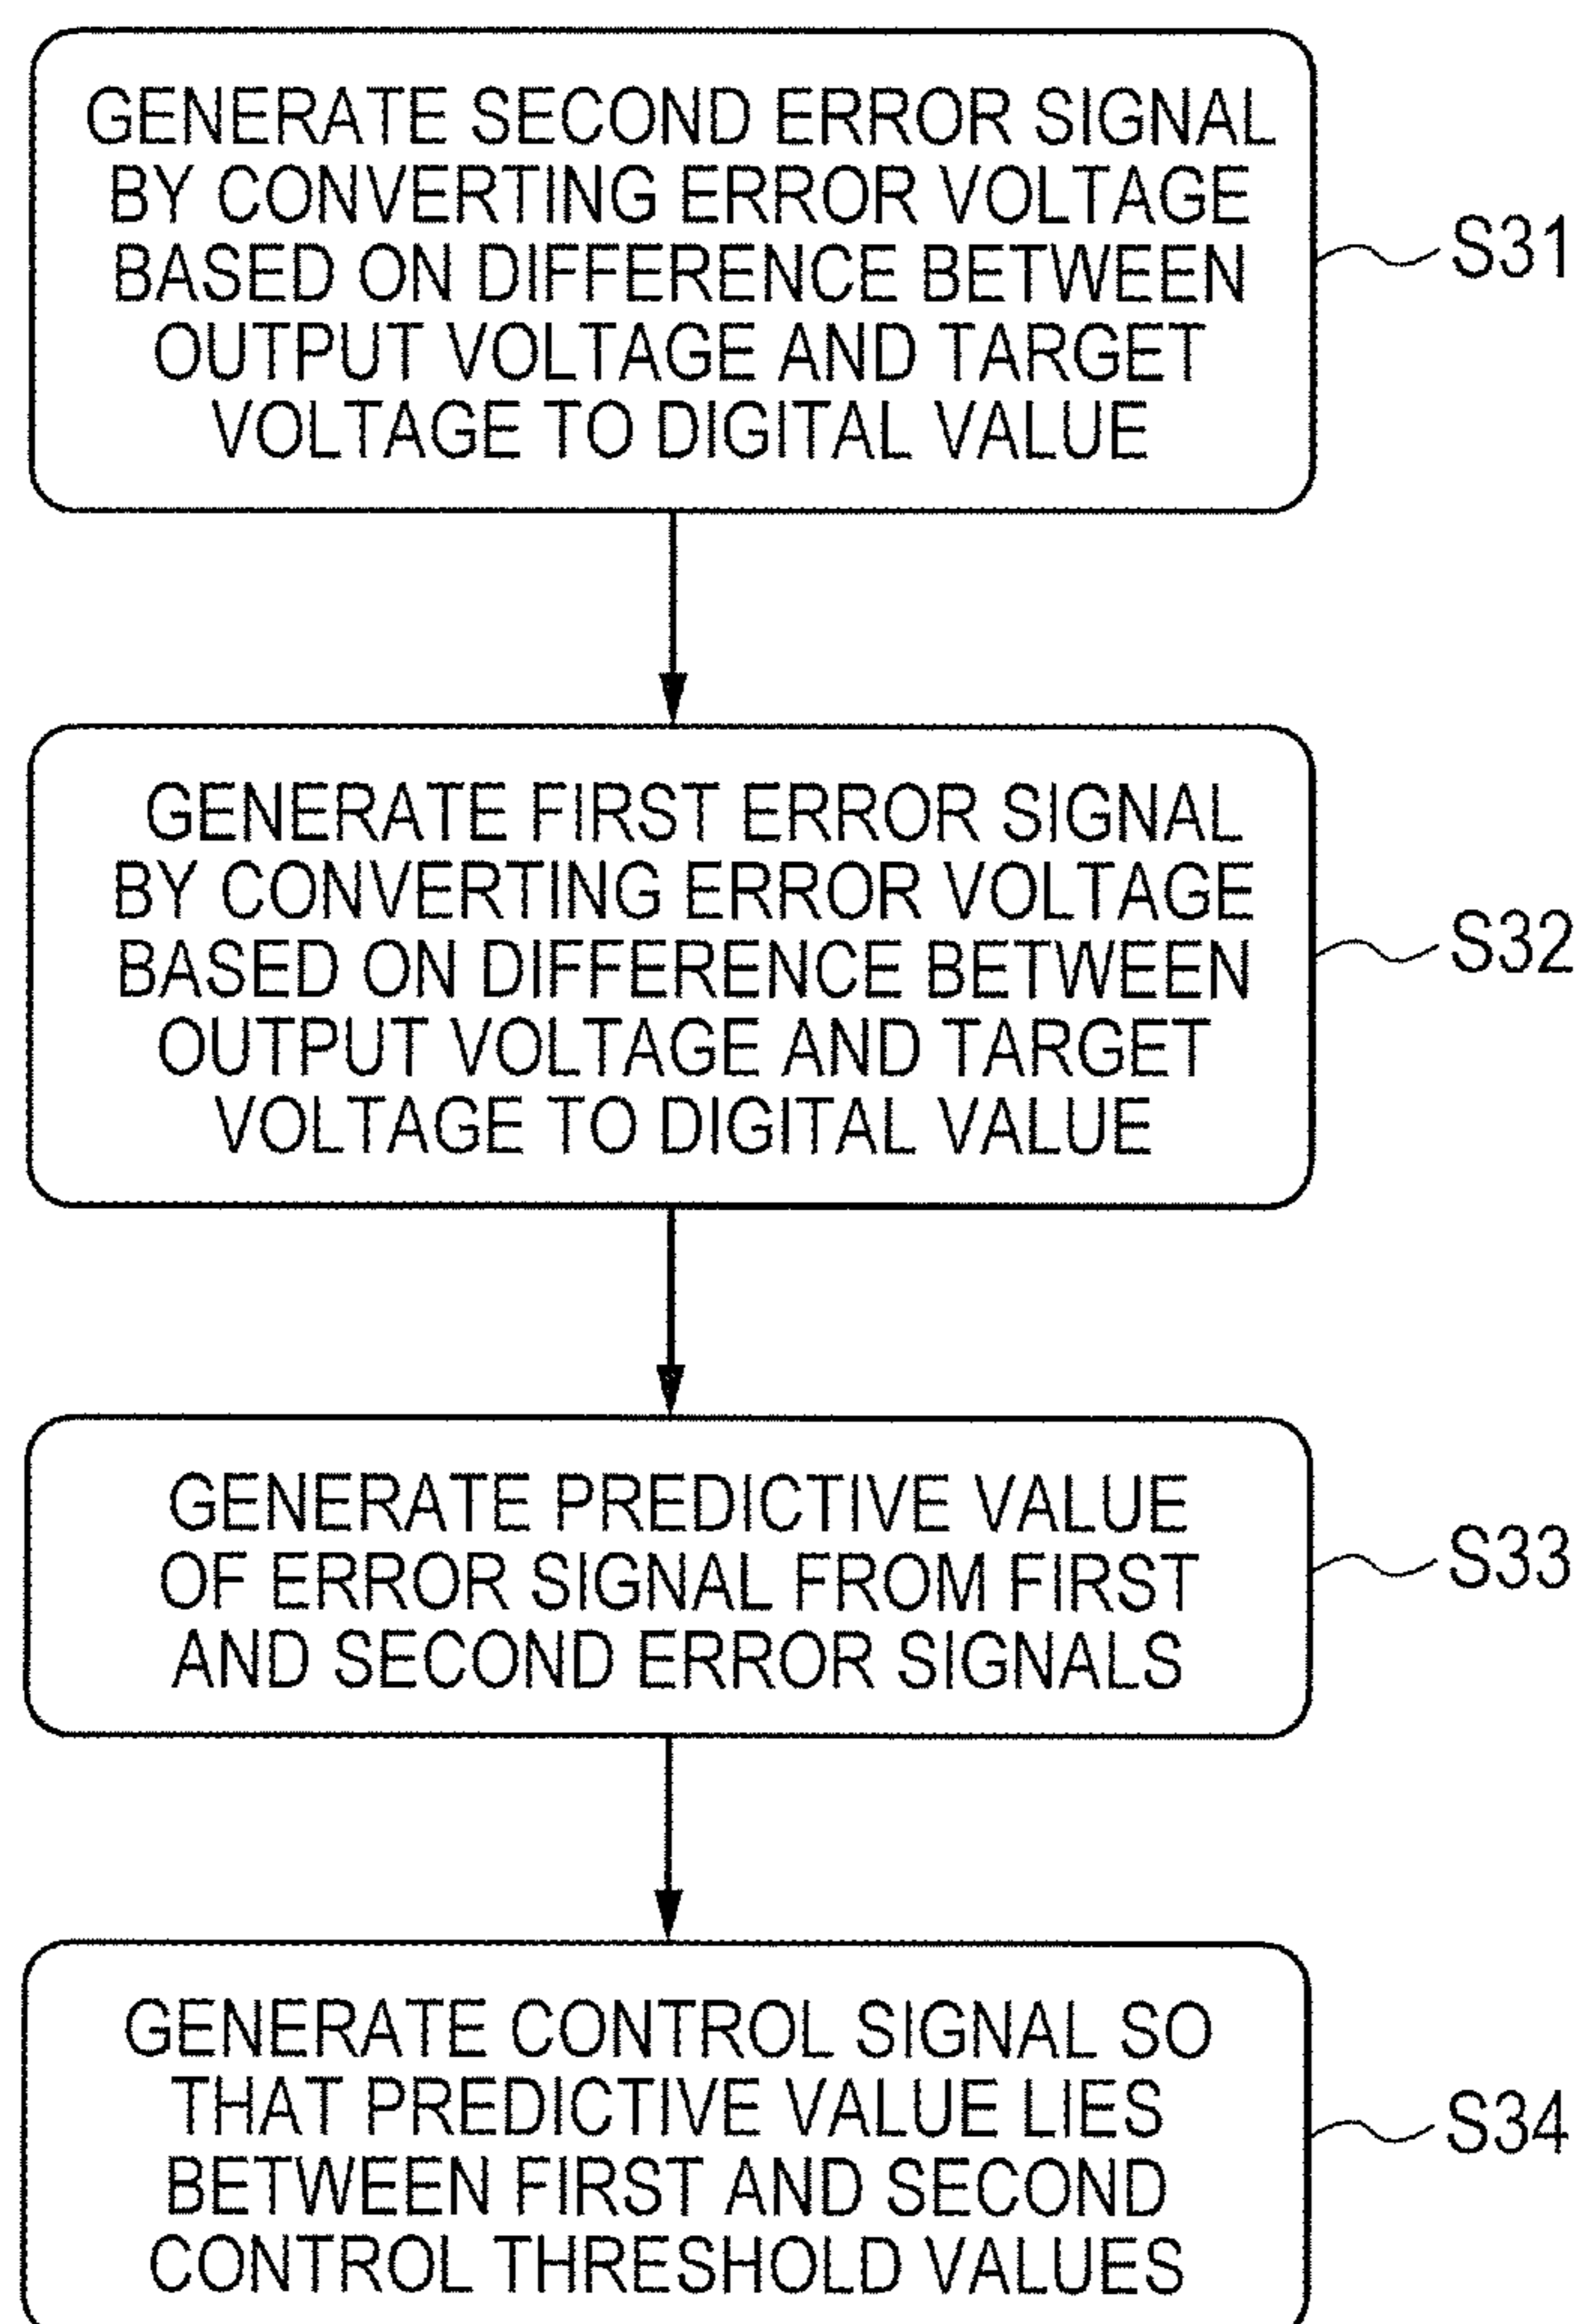 GENERATE SECOND ERROR SIGNAL
BY CONVERTING ERROR VOLTAGE
BASED ON DIFFERENCE BETWEEN
OUTPUT VOLTAGE AND TARGET
VOLTAGE TO DIGITAL VALUE
S31
GENERATE FIRST ERROR SIGNAL
BY CONVERTING ERROR VOLTAGE
BASED ON DIFFERENCE BETWEEN
OUTPUT VOLTAGE AND TARGET
VOLTAGE TO DIGITAL VALUE
S32
GENERATE PREDICTIVE VALUE
OF ERROR SIGNAL FROM FIRST
AND SECOND ERROR SIGNALS
S33
GENERATE CONTROL SIGNAL SO
THAT PREDICTIVE VALUE LIES
BETWEEN FIRST AND SECOND
CONTROL THRESHOLD VALUES
S34